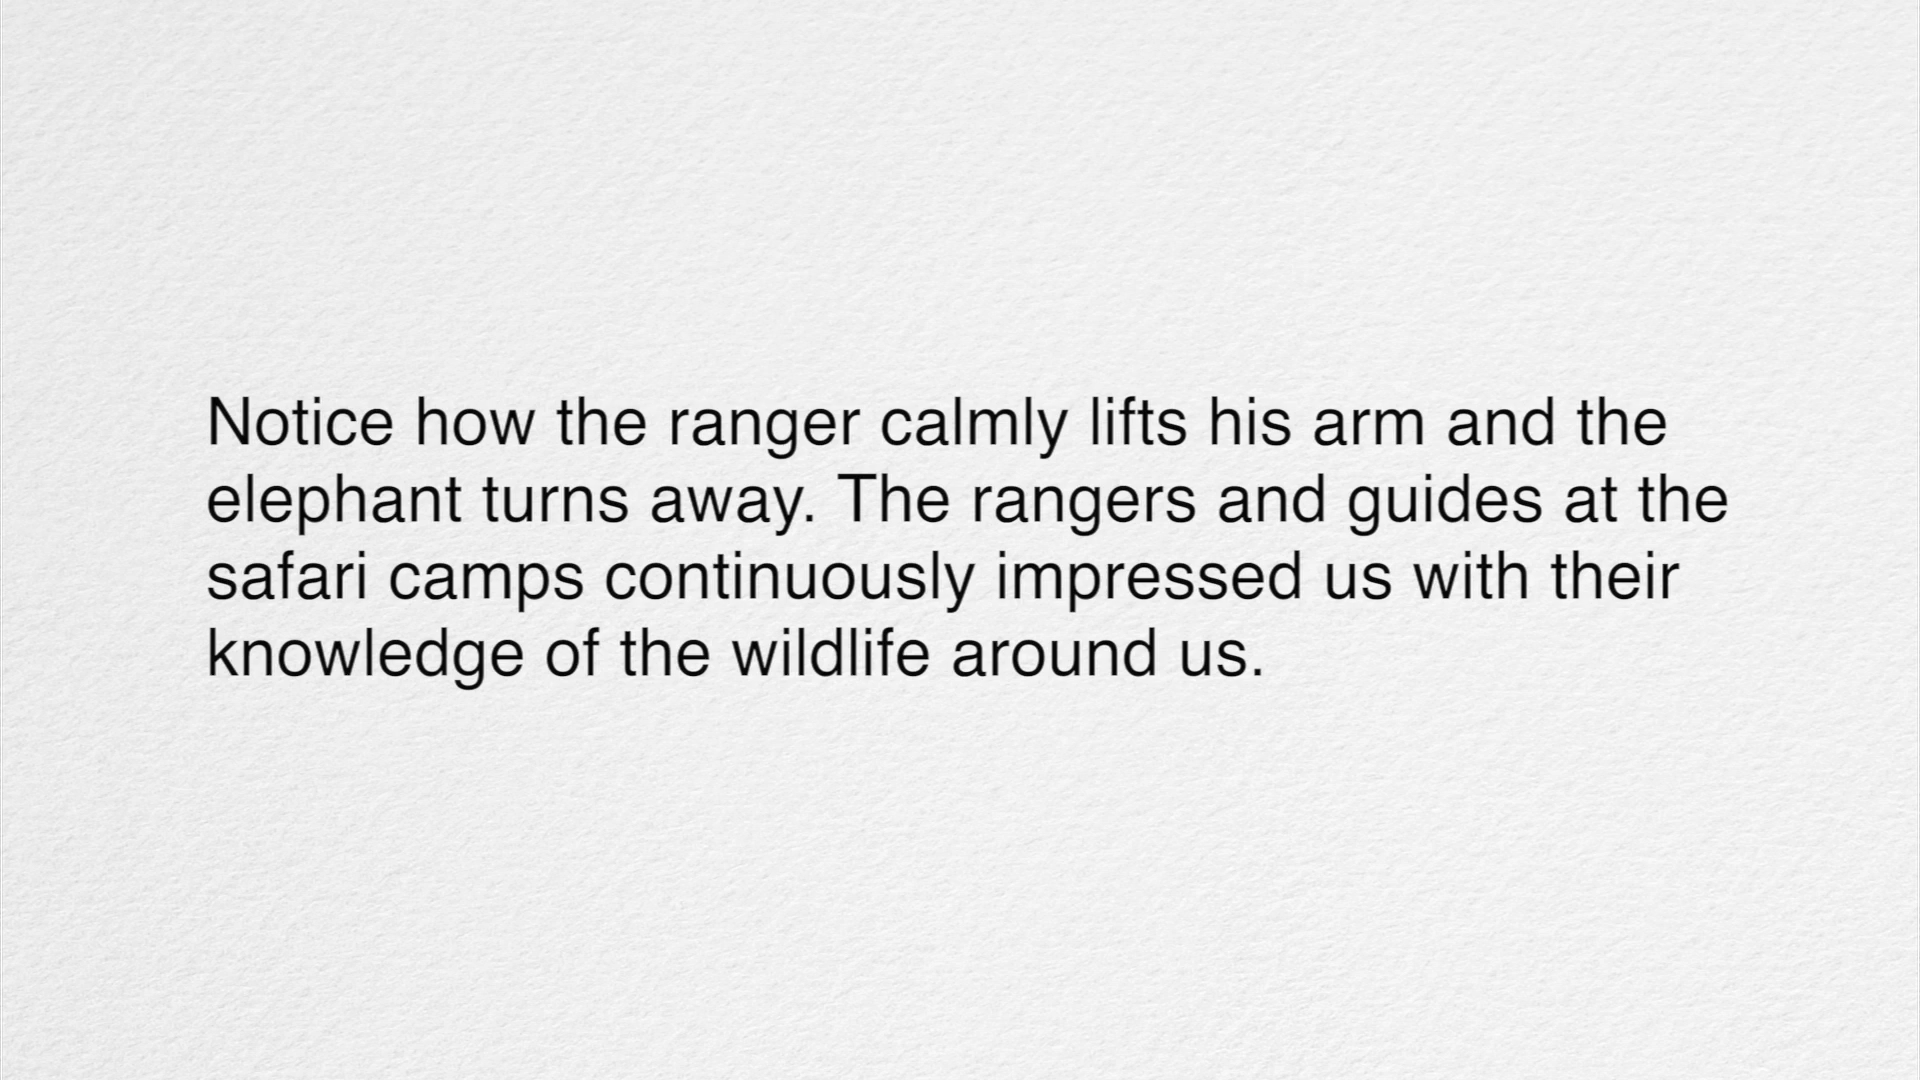 Notice how the ranger calmly lifts his arm and the
elephant turns away. The rangers and guides at the
safari camps continuously impressed us with their
knowledge of the wildlife around us.